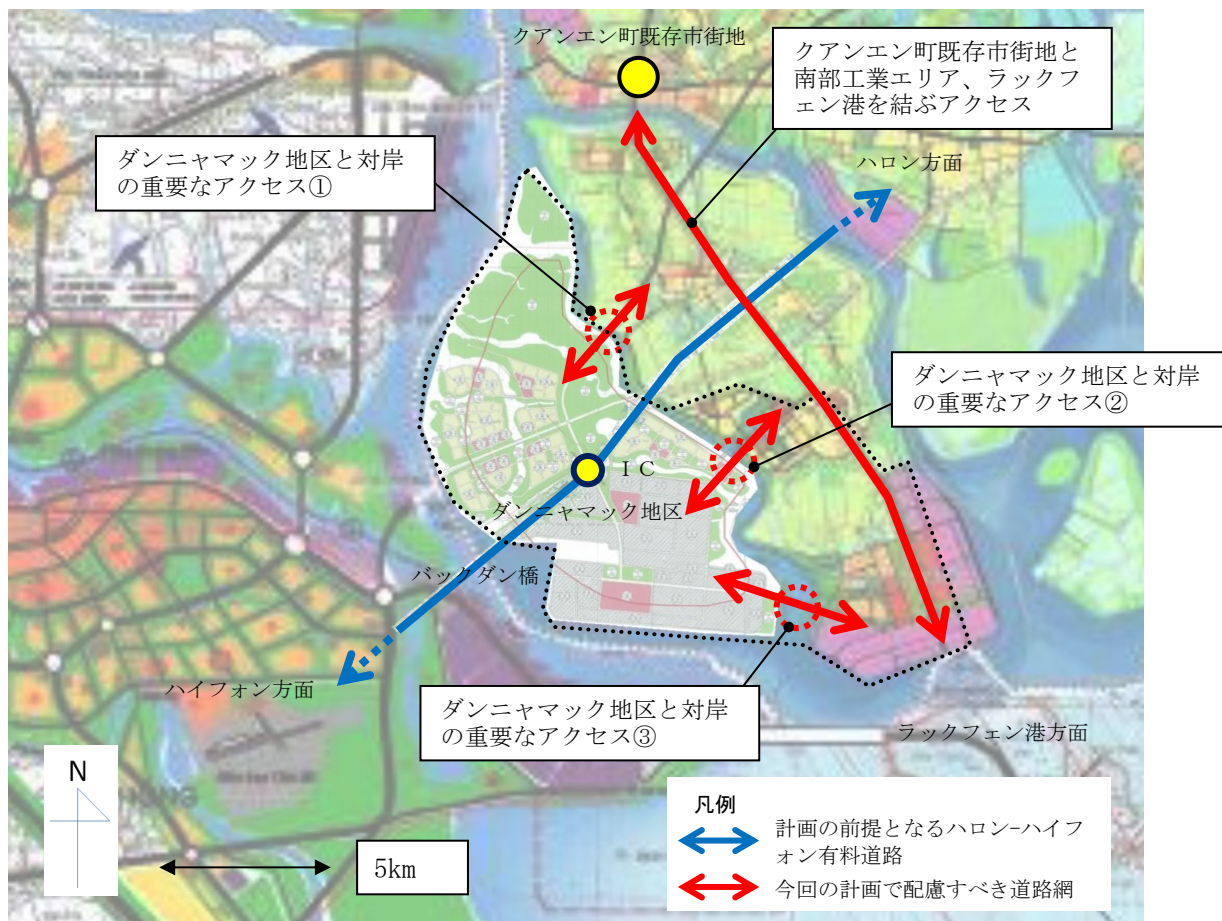 クアンエン町既存市街地
クアンエン町既存市街地と
南部工業エリア、ラックフ
ェン港を結ぶアクセス
ダンニャマック地区と対岸
の重要なアクセス①
ハロン方面
ダンニャマック地区と対岸
の重要なアクセス②
ＩＣ
ダンニャマック地区
バックダン橋
ハイフォン方面
ダンニャマック地区と対岸
の重要なアクセス③
ラックフェン港方面
N
5km
凡例
計画の前提となるハロン-ハイフ
ォン有料道路
今回の計画で配慮すべき道路網